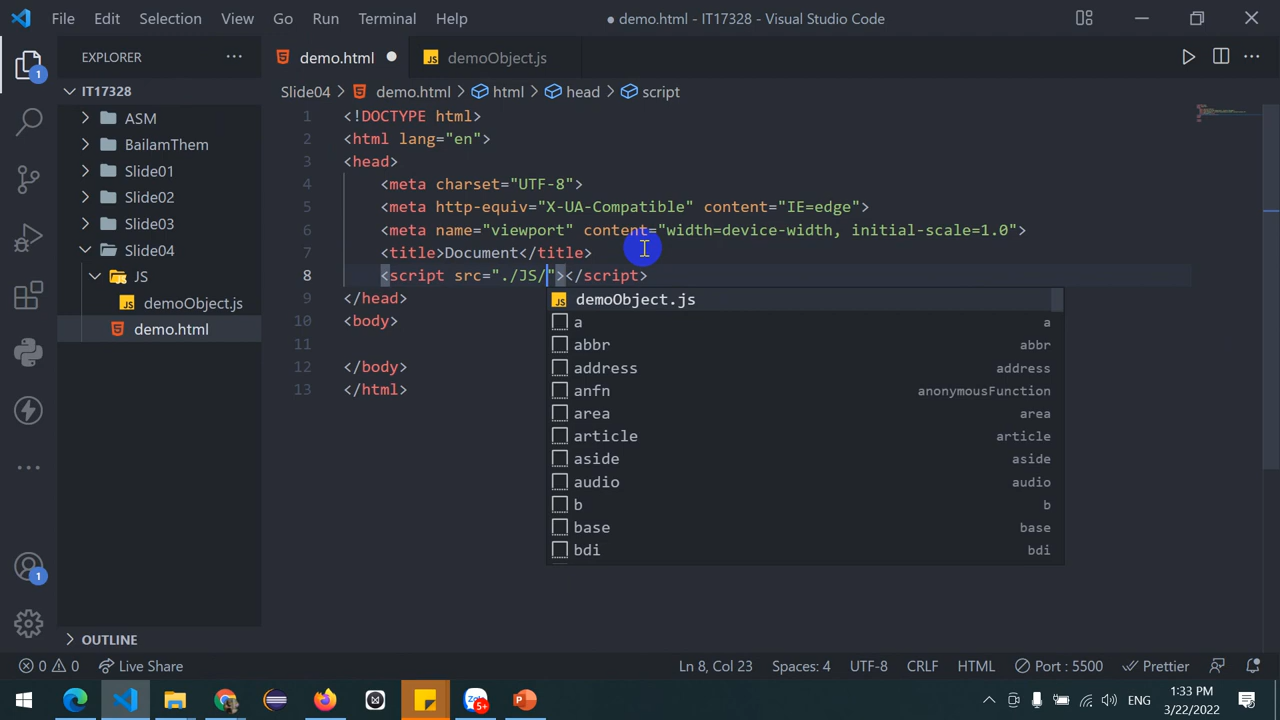 File Edit Selection View Go Run Terminal Help
● demo.html - IT17328 - Visual Studio Code
EXPLORER ···
demo.html ●
JS demoObject.js
1
IT17328
ASM
BailamThem
Slide01
Slide02
Slide03
Slide04
JS
JS demoObject.js
demo.html
OUTLINE
Slide04 > demo.html > html > head > script
1 <!DOCTYPE html>
2 <html lang="en">
3 <head>
4 <meta charset="UTF-8">
5 <meta http-equiv="X-UA-Compatible" content="IE=edge">
6 <meta name="viewport" content="width=device-width, initial-scale=1.0">
7 <title>Document</title>
8 <script src="./JS/"></script>
9 </head>
10 <body>
11
12 </body>
13 </html>
JS demoObject.js
a a
abbr abbr
address address
anfn anonymousFunction
area area
article article
aside aside
audio audio
b b
base base
bdi bdi
1
0 0 Live Share
Ln 8, Col 23 Spaces: 4 UTF-8 CRLF HTML Port : 5500 Prettier
5+
ENG
1:33 PM
3/22/2022